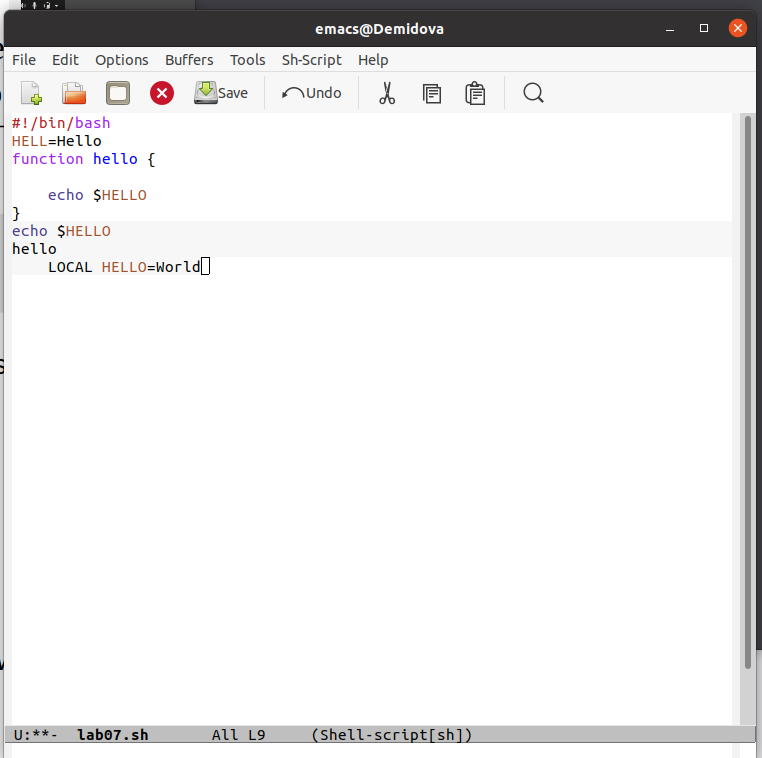 emacs@Demidova
File Edit Options Buffers Tools Sh-Script Help
Save Undo
#!/bin/bash
HELL=Hello
function hello {
    echo $HELLO
}
echo $HELLO
hello
    LOCAL HELLO=World
U:**-  lab07.sh       All L9     (Shell-script[sh])